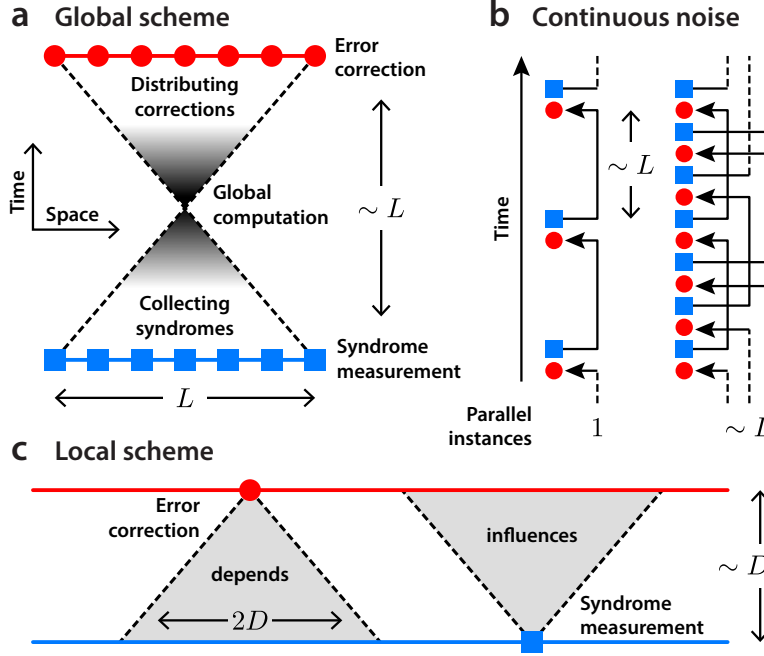 a Global scheme
Error
correction
Distributing
corrections
Time
Space
Global
computation
∼ L
Collecting
syndromes
Syndrome
measurement
L
b Continuous noise
Time
∼ L
Parallel
instances
1
∼ L
c Local scheme
Error
correction
depends
2D
influences
Syndrome
measurement
∼ D